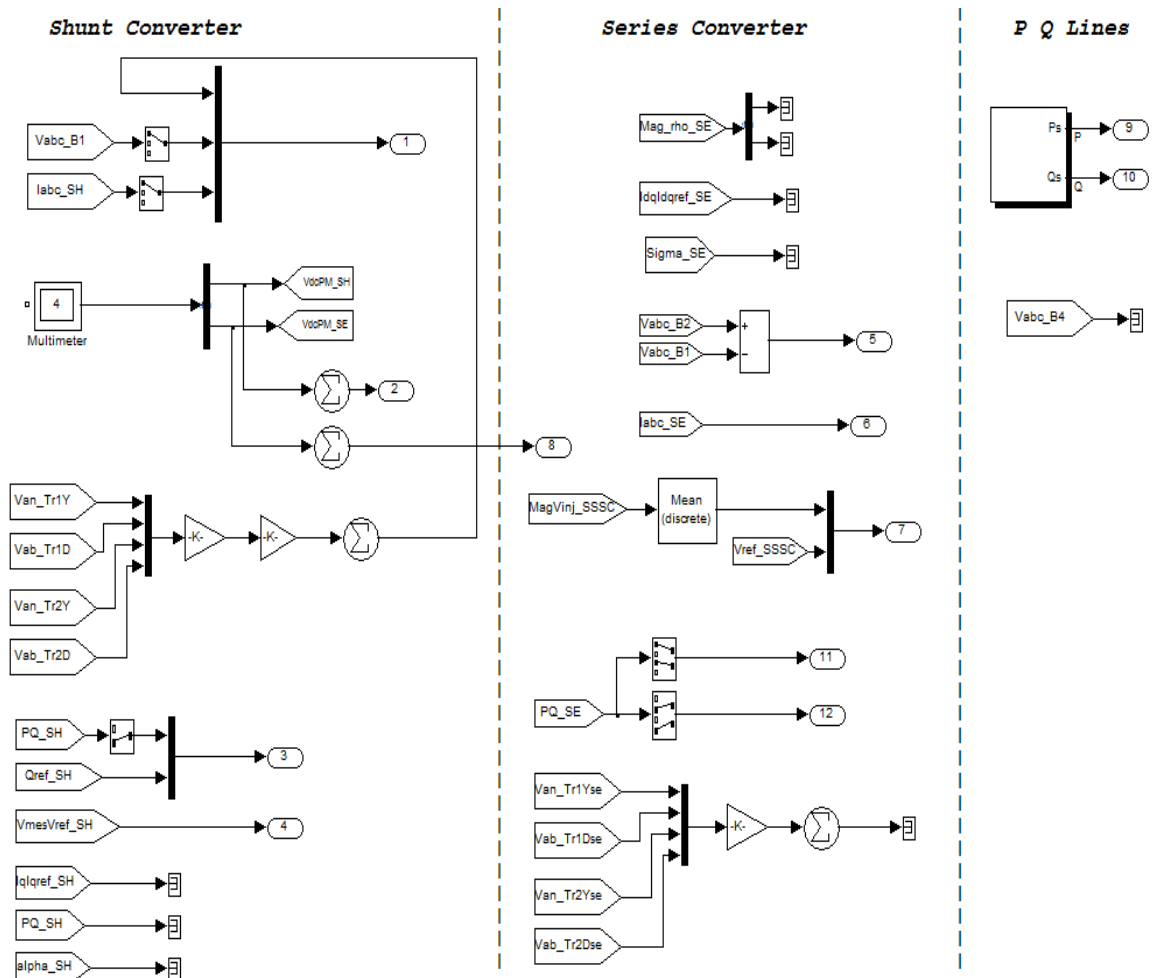 Shunt Converter
Vabc_B1
Iabc_SH
1
4
Multimeter
VdcPM_SH
VdcPM_SE
2
8
Van_Tr1Y
Vab_Tr1D
Van_Tr2Y
Vab_Tr2D
-K-
-K-
PQ_SH
Qref_SH
3
VmesVref_SH
4
IqIqref_SH
PQ_SH
alpha_SH
Series Converter
Mag_rho_SE
IdqIdqref_SE
Sigma_SE
Vabc_B2
Vabc_B1
+
−
5
Iabc_SE
6
MagVinj_SSSC
Mean
(discrete)
Vref_SSSC
7
PQ_SE
11
12
Van_Tr1Yse
Vab_Tr1Dse
Van_Tr2Yse
Vab_Tr2Dse
-K-
P Q Lines
Ps
P
9
Qs
Q
10
Vabc_B4